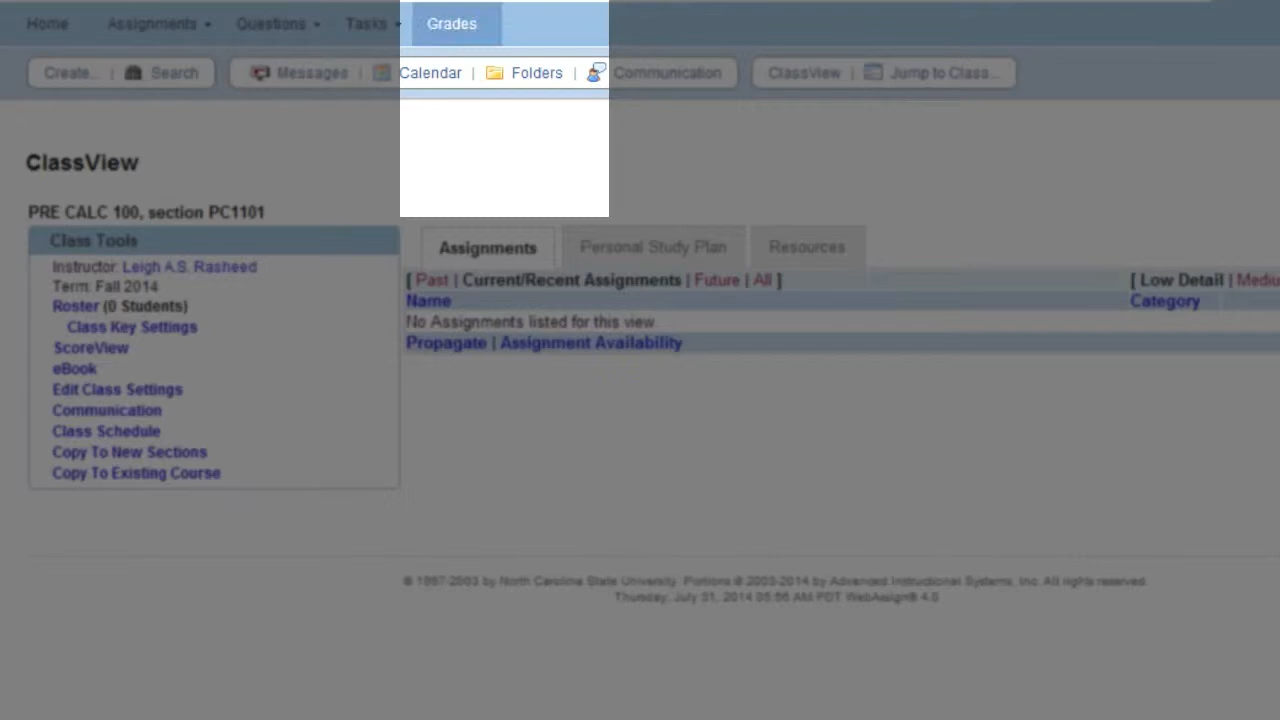 Home Assignments Questions Tasks Grades
Create... | Search Messages | Calendar | Folders | Communication ClassView | Jump to Class...
ClassView
PRE CALC 100, section PC1101
Class Tools
Instructor: Leigh A.S. Rasheed
Term: Fall 2014
Roster (0 Students)
Class Key Settings
ScoreView
eBook
Edit Class Settings
Communication
Class Schedule
Copy To New Sections
Copy To Existing Course
Assignments Personal Study Plan Resources
[ Past | Current/Recent Assignments | Future | All ] [ Low Detail | Mediu
Name Category
No Assignments listed for this view.
Propagate | Assignment Availability
© 1997-2003 by North Carolina State University. Portions © 2003-2014 by Advanced Instructional Systems, Inc. All rights reserved.
Thursday, July 31, 2014 05:56 AM PDT WebAssign® 4.0